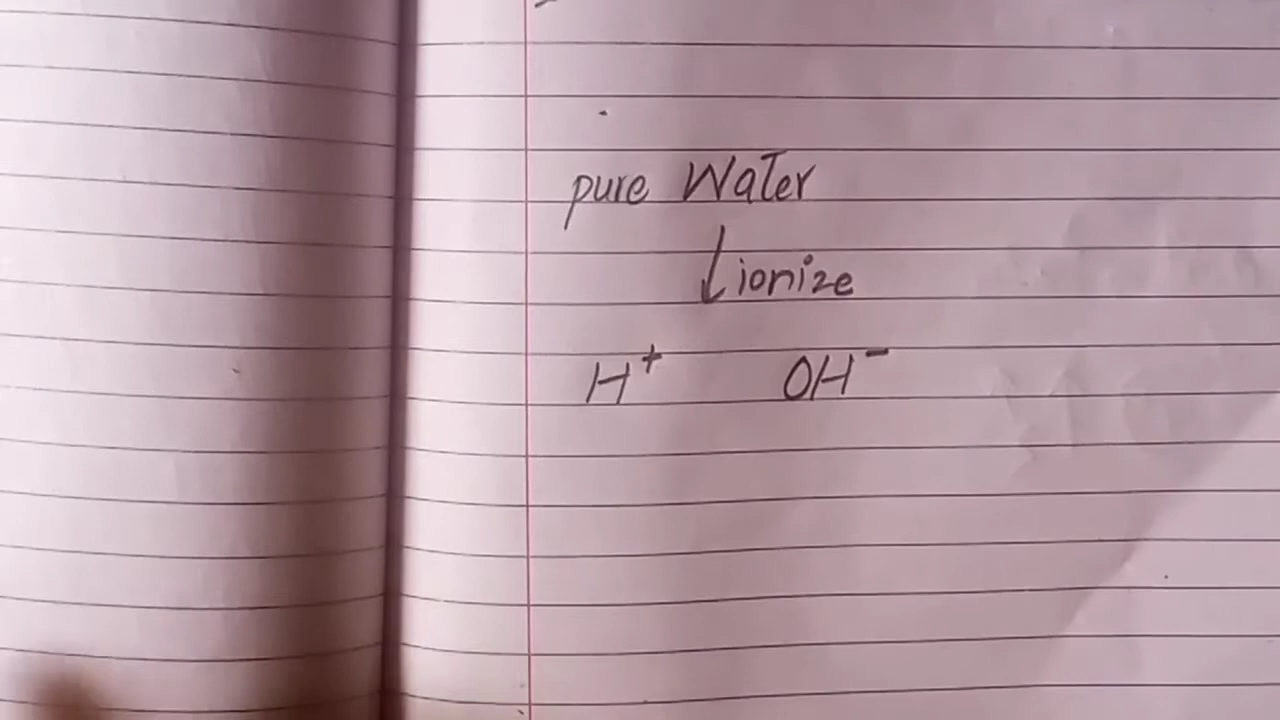 pure Water
ionize
H⁺ OH⁻